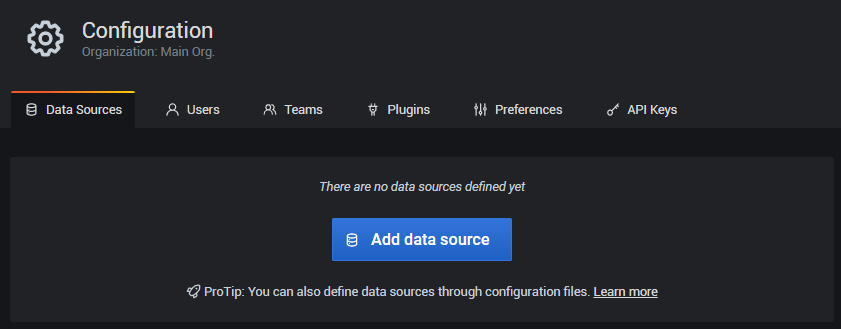 Configuration
Organization: Main Org.
Data Sources Users Teams Plugins Preferences API Keys
There are no data sources defined yet
Add data source
ProTip: You can also define data sources through configuration files. Learn more